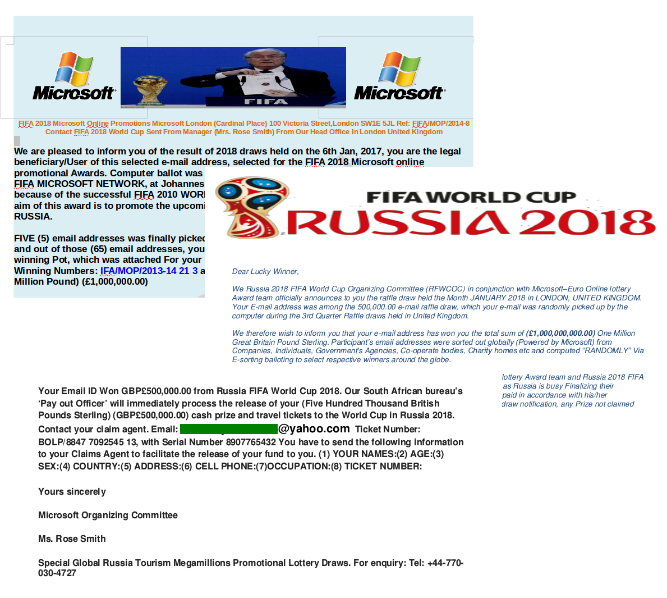 Microsoft®
FIFA
Microsoft®
FIFA 2018 Microsoft Online Promotions Microsoft London (Cardinal Place) 100 Victoria Street,London SW1E 5JL Ref: FIFA/MOP/2014-8
Contact FIFA 2018 World Cup Sent From Manager (Mrs. Rose Smith) From Our Head Office In London United Kingdom
We are pleased to inform you of the result of 2018 draws held on the 6th Jan, 2017, you are the legal
beneficiary/User of this selected e-mail address, selected for the FIFA 2018 Microsoft online
promotional Awards. Computer ballot was
FIFA MICROSOFT NETWORK, at Johannes
because of the successful FIFA 2010 WORL
aim of this award is to promote the upcomi
RUSSIA.
FIVE (5) email addresses was finally picked
and out of those (65) email addresses, you
winning Pot, which was attached For your
Winning Numbers: IFA/MOP/2013-14 21 3 a
Million Pound) (£1,000,000.00)
FIFA WORLD CUP
RUSSIA 2018
Dear Lucky Winner,
We Russia 2018 FIFA World Cup Organizing Committee (RFWCOC) in conjunction with Microsoft–Euro Online lottery
Award team officially announces to you the raffle draw held the Month JANUARY 2018 in LONDON, UNITED KINGDOM.
Your E-mail address was among the 500,000.00 e-mail raffle draw, which your e-mail was randomly picked up by the
computer during the 3rd Quarter Raffle draws held in United Kingdom.
We therefore wish to inform you that your e-mail address has won you the total sum of (£1,000,000,000.00) One Million
Great Britain Pound Sterling. Participant's email addresses were sorted out globally (Powered by Microsoft) from
Companies, Individuals, Government's Agencies, Co-operate bodies, Charity homes etc and computed "RANDOMLY" Via
E-sorting balloting to select respective winners around the globe.
lottery Award team and Russia 2018 FIFA
as Russia is busy Finalizing their
paid in accordance with his/her
draw notification, any Prize not claimed
Your Email ID Won GBP£500,000.00 from Russia FIFA World Cup 2018. Our South African bureau's
'Pay out Officer' will immediately process the release of your (Five Hundred Thousand British
Pounds Sterling) (GBP£500,000.00) cash prize and travel tickets to the World Cup in Russia 2018.
Contact your claim agent. Email: @yahoo.com Ticket Number:
BOLP/8847 7092545 13, with Serial Number 8907765432 You have to send the following information
to your Claims Agent to facilitate the release of your fund to you. (1) YOUR NAMES:(2) AGE:(3)
SEX:(4) COUNTRY:(5) ADDRESS:(6) CELL PHONE:(7)OCCUPATION:(8) TICKET NUMBER:
Yours sincerely
Microsoft Organizing Committee
Ms. Rose Smith
Special Global Russia Tourism Megamillions Promotional Lottery Draws. For enquiry: Tel: +44-770-
030-4727